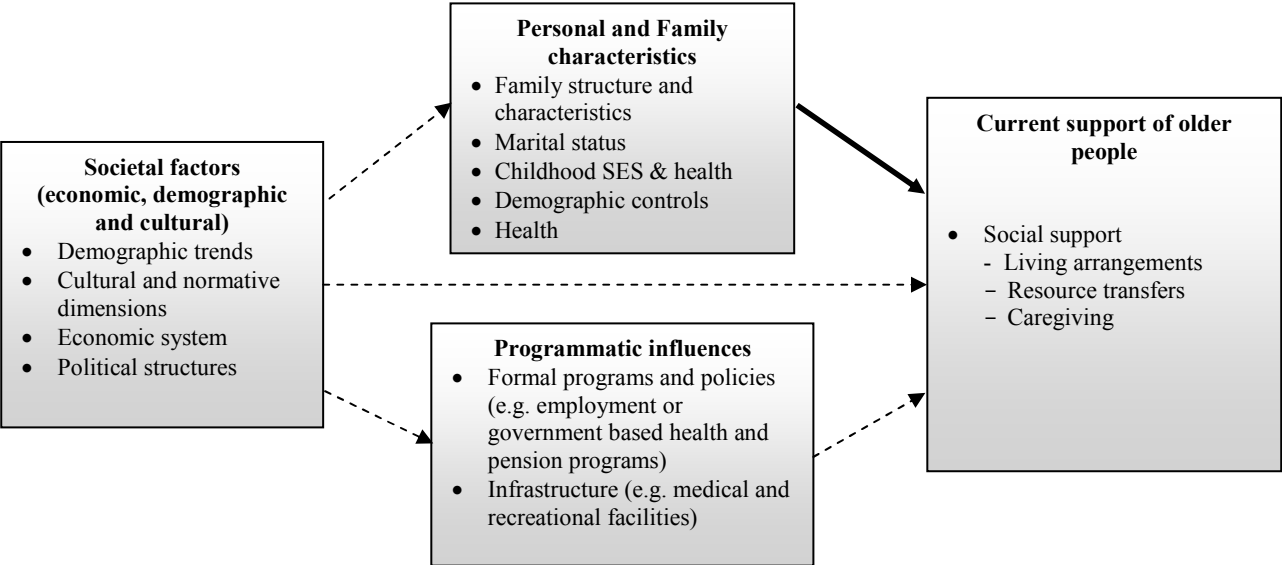 Societal factors
(economic, demographic
and cultural)
• Demographic trends
• Cultural and normative
dimensions
• Economic system
• Political structures
Personal and Family
characteristics
• Family structure and
characteristics
• Marital status
• Childhood SES & health
• Demographic controls
• Health
Programmatic influences
• Formal programs and policies
(e.g. employment or
government based health and
pension programs)
• Infrastructure (e.g. medical and
recreational facilities)
Current support of older
people
• Social support
- Living arrangements
− Resource transfers
− Caregiving